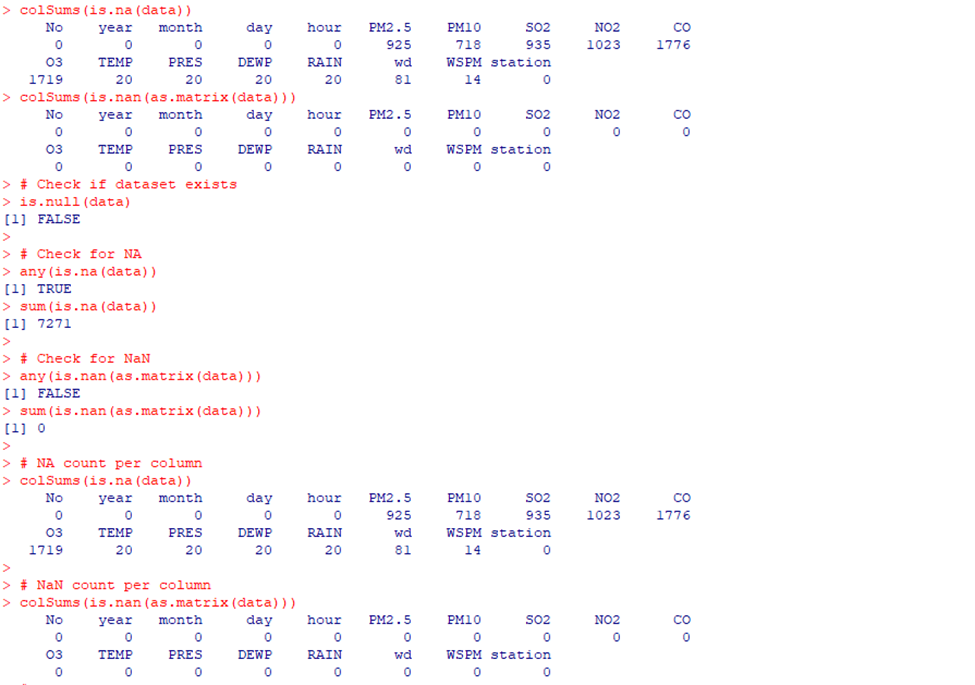 > colSums(is.na(data))
No year month day hour PM2.5 PM10 SO2 NO2 CO
0 0 0 0 0 925 718 935 1023 1776
O3 TEMP PRES DEWP RAIN wd WSPM station
1719 20 20 20 20 81 14 0
> colSums(is.nan(as.matrix(data)))
No year month day hour PM2.5 PM10 SO2 NO2 CO
0 0 0 0 0 0 0 0 0 0
O3 TEMP PRES DEWP RAIN wd WSPM station
0 0 0 0 0 0 0 0
> # Check if dataset exists
> is.null(data)
[1] FALSE
>
> # Check for NA
> any(is.na(data))
[1] TRUE
> sum(is.na(data))
[1] 7271
>
> # Check for NaN
> any(is.nan(as.matrix(data)))
[1] FALSE
> sum(is.nan(as.matrix(data)))
[1] 0
>
> # NA count per column
> colSums(is.na(data))
No year month day hour PM2.5 PM10 SO2 NO2 CO
0 0 0 0 0 925 718 935 1023 1776
O3 TEMP PRES DEWP RAIN wd WSPM station
1719 20 20 20 20 81 14 0
>
> # NaN count per column
> colSums(is.nan(as.matrix(data)))
No year month day hour PM2.5 PM10 SO2 NO2 CO
0 0 0 0 0 0 0 0 0 0
O3 TEMP PRES DEWP RAIN wd WSPM station
0 0 0 0 0 0 0 0